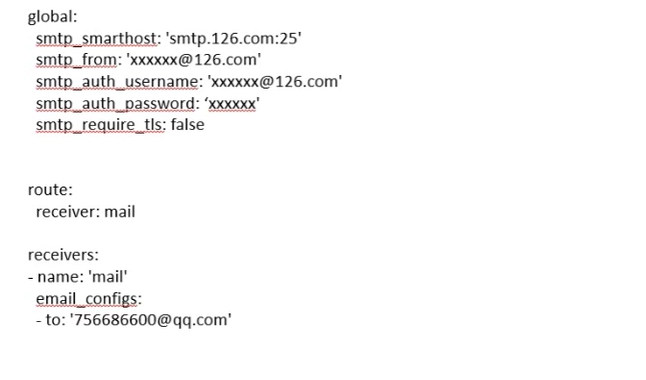 global:
smtp_smarthost: 'smtp.126.com:25'
smtp_from: 'xxxxxx@126.com'
smtp_auth_username: 'xxxxxx@126.com'
smtp_auth_password: ‘xxxxxx'
smtp_require_tls: false
route:
receiver: mail
receivers:
- name: 'mail'
email_configs:
- to: '756686600@qq.com'